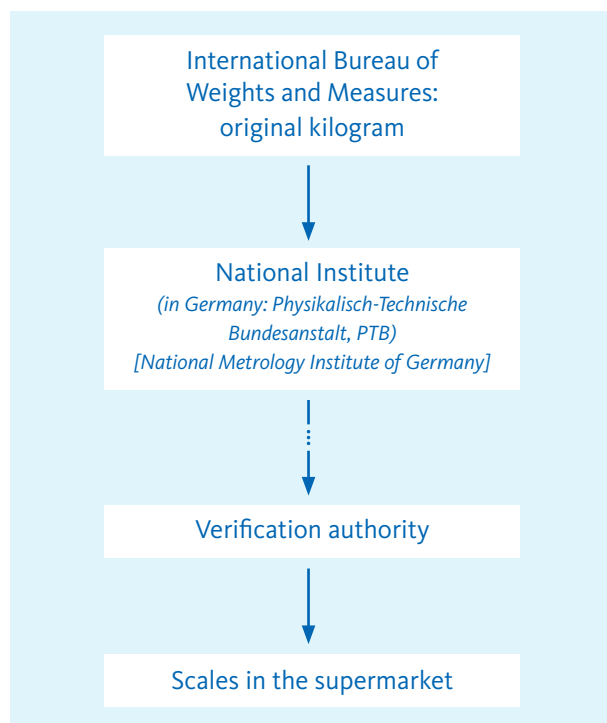 International Bureau of
Weights and Measures:
original kilogram
National Institute
(in Germany: Physikalisch-Technische
Bundesanstalt, PTB)
[National Metrology Institute of Germany]
Verification authority
Scales in the supermarket